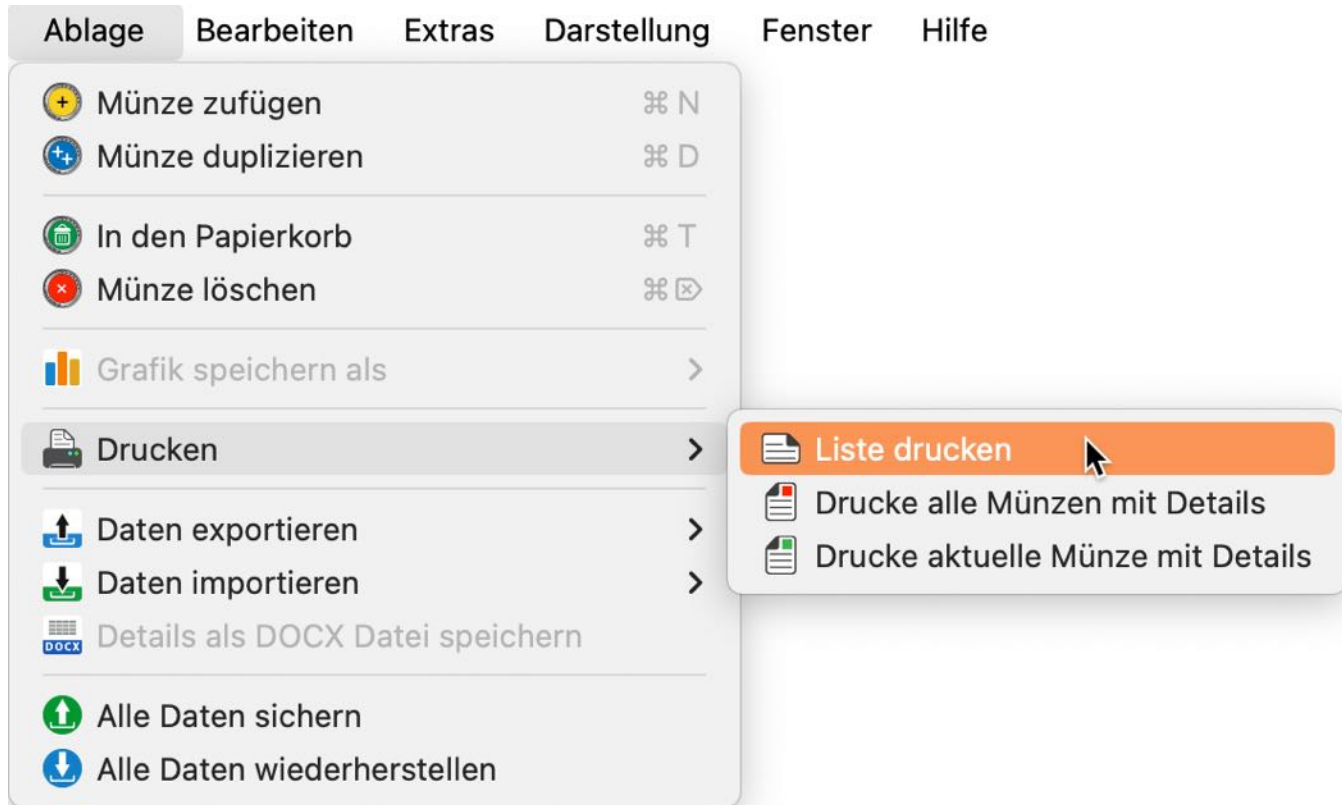 Ablage Bearbeiten Extras Darstellung Fenster Hilfe
Münze zufügen ⌘ N
Münze duplizieren ⌘ D
In den Papierkorb ⌘ T
Münze löschen ⌘ ⌦
Grafik speichern als
Drucken
Liste drucken
Drucke alle Münzen mit Details
Drucke aktuelle Münze mit Details
Daten exportieren
Daten importieren
DOCX Details als DOCX Datei speichern
Alle Daten sichern
Alle Daten wiederherstellen